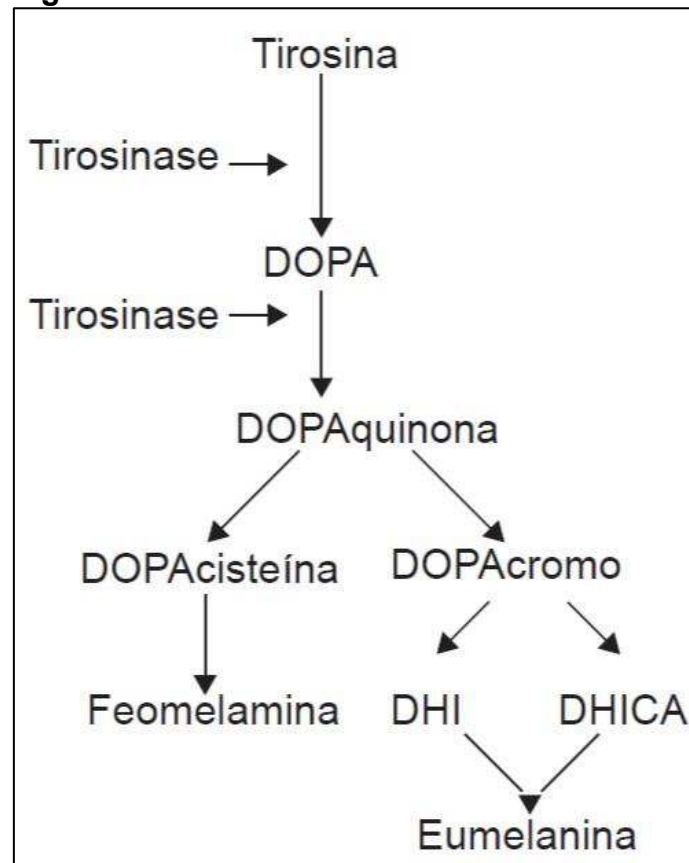 Tirosina
Tirosinase
DOPA
Tirosinase
DOPAquinona
DOPAcisteína DOPAcromo
Feomelamina DHI DHICA
Eumelanina